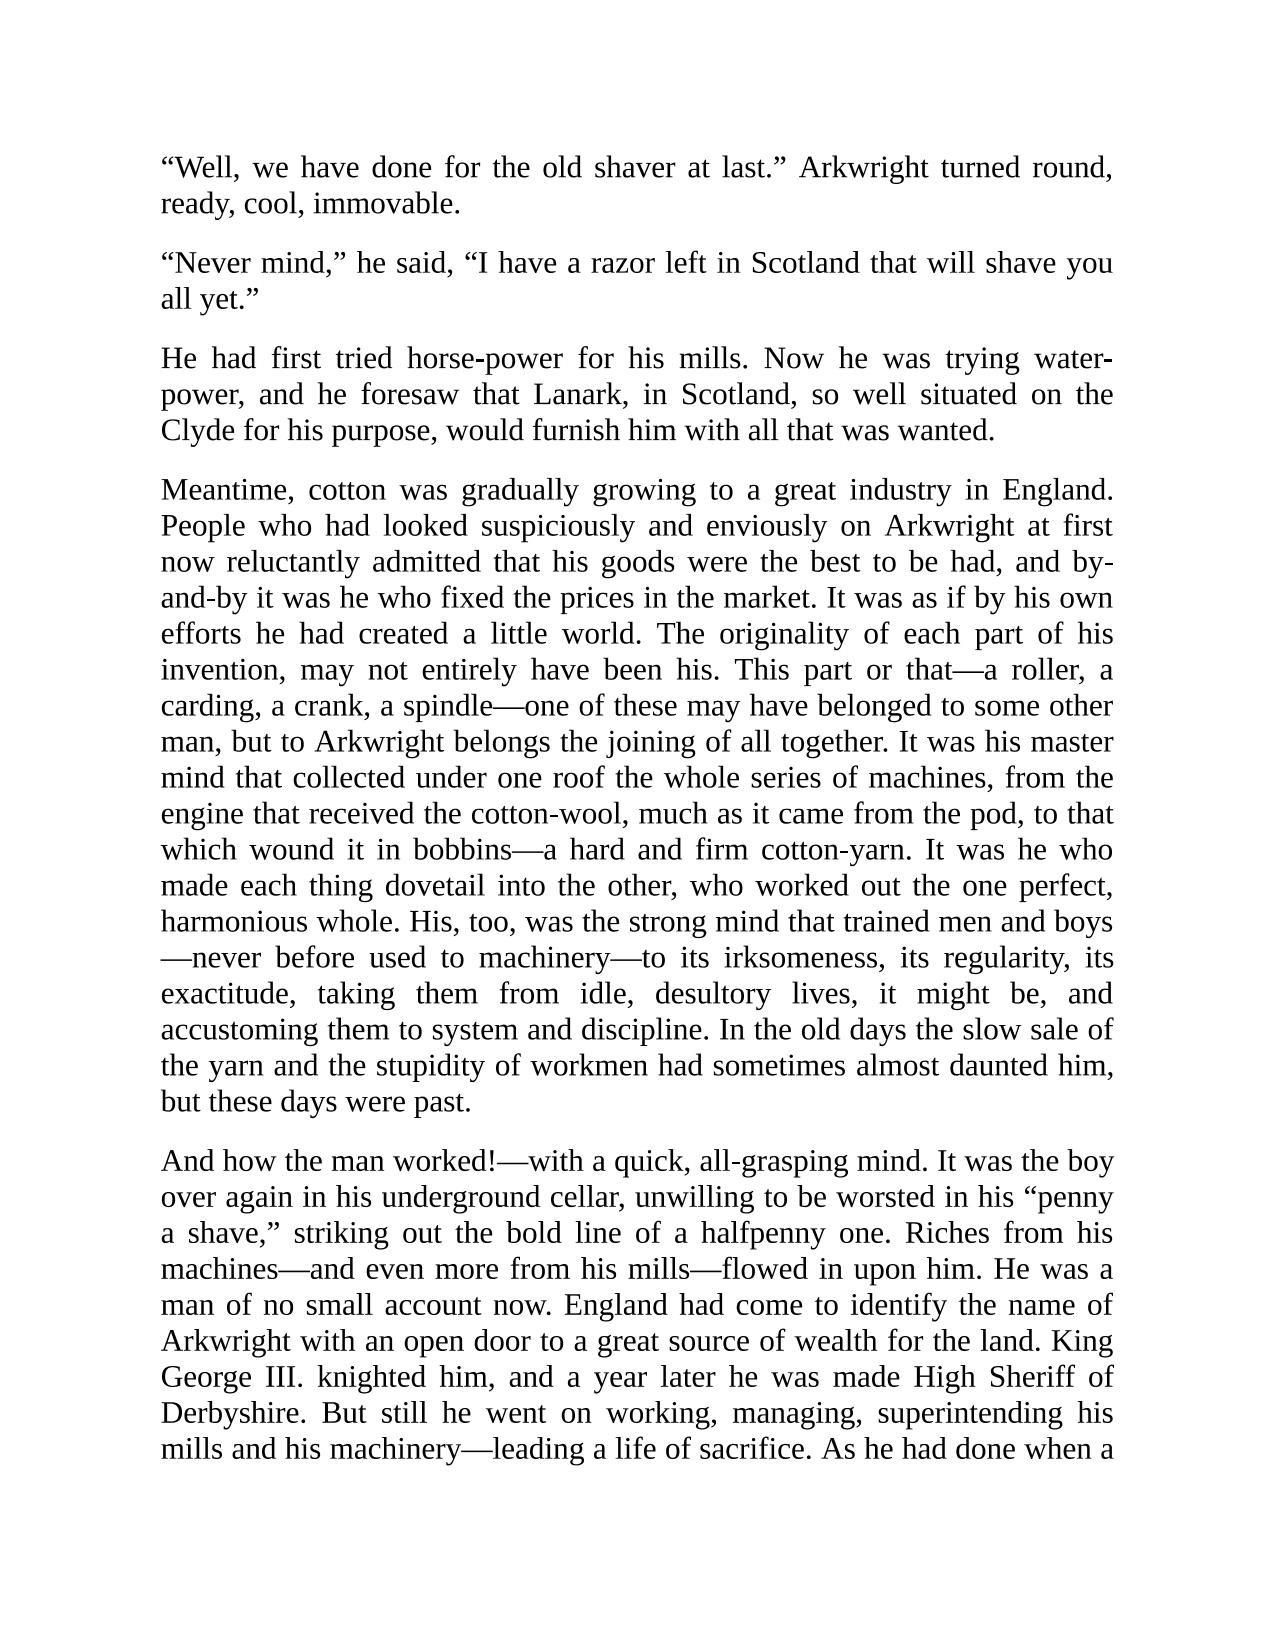 “Well, we have done for the old shaver at last.” Arkwright turned round,
ready, cool, immovable.
“Never mind,” he said, “I have a razor left in Scotland that will shave you
all yet.”
He had first tried horse-power for his mills. Now he was trying water-
power, and he foresaw that Lanark, in Scotland, so well situated on the
Clyde for his purpose, would furnish him with all that was wanted.
Meantime, cotton was gradually growing to a great industry in England.
People who had looked suspiciously and enviously on Arkwright at first
now reluctantly admitted that his goods were the best to be had, and by-
and-by it was he who fixed the prices in the market. It was as if by his own
efforts he had created a little world. The originality of each part of his
invention, may not entirely have been his. This part or that—a roller, a
carding, a crank, a spindle—one of these may have belonged to some other
man, but to Arkwright belongs the joining of all together. It was his master
mind that collected under one roof the whole series of machines, from the
engine that received the cotton-wool, much as it came from the pod, to that
which wound it in bobbins—a hard and firm cotton-yarn. It was he who
made each thing dovetail into the other, who worked out the one perfect,
harmonious whole. His, too, was the strong mind that trained men and boys
—never before used to machinery—to its irksomeness, its regularity, its
exactitude, taking them from idle, desultory lives, it might be, and
accustoming them to system and discipline. In the old days the slow sale of
the yarn and the stupidity of workmen had sometimes almost daunted him,
but these days were past.
And how the man worked!—with a quick, all-grasping mind. It was the boy
over again in his underground cellar, unwilling to be worsted in his “penny
a shave,” striking out the bold line of a halfpenny one. Riches from his
machines—and even more from his mills—flowed in upon him. He was a
man of no small account now. England had come to identify the name of
Arkwright with an open door to a great source of wealth for the land. King
George III. knighted him, and a year later he was made High Sheriff of
Derbyshire. But still he went on working, managing, superintending his
mills and his machinery—leading a life of sacrifice. As he had done when a